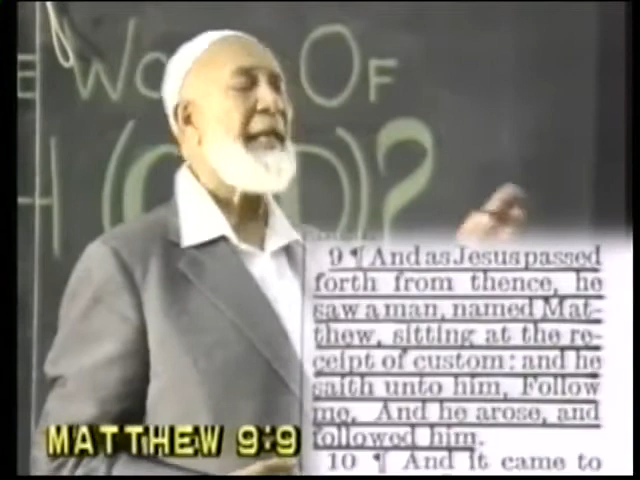 E WORD OF
H (GOD)?
9 ¶ And as Jesus passed
forth from thence, he
saw a man, named Mat-
thew, sitting at the re-
ceipt of custom: and he
saith unto him, Follow
me. And he arose, and
followed him.
10 ¶ And it came to
MATTHEW 9:9